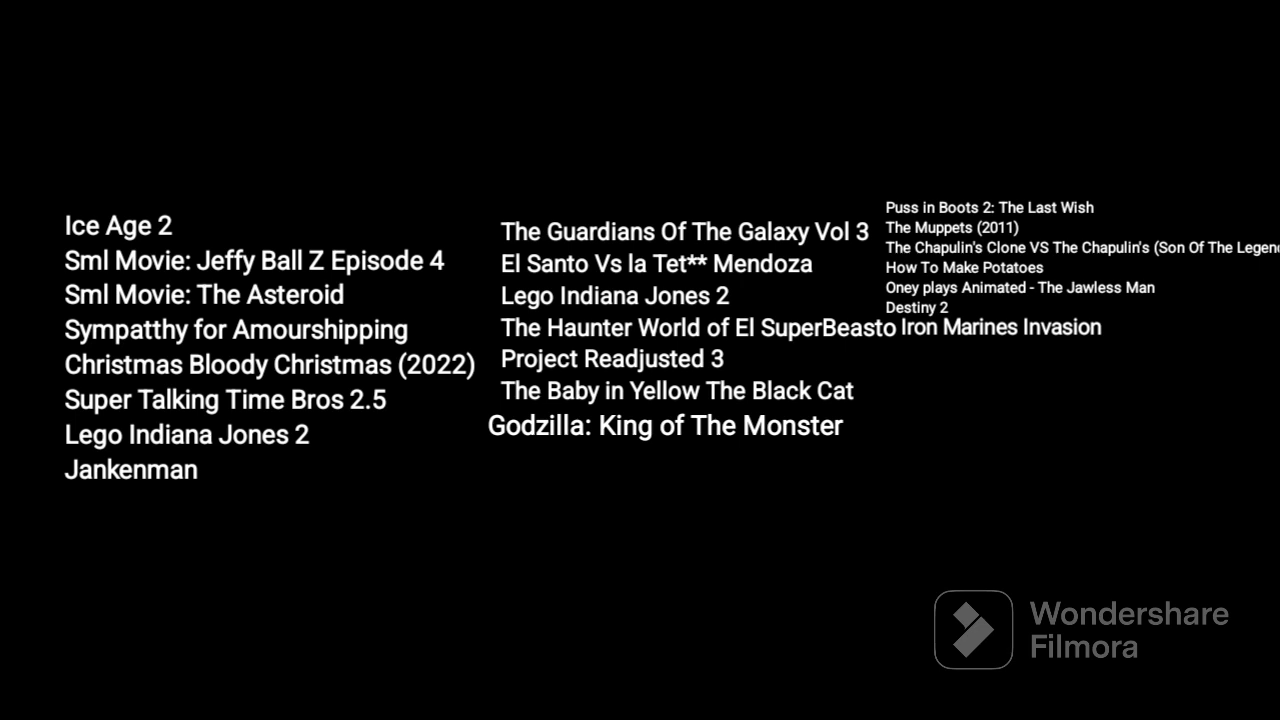 Ice Age 2
Sml Movie: Jeffy Ball Z Episode 4
Sml Movie: The Asteroid
Sympatthy for Amourshipping
Christmas Bloody Christmas (2022)
Super Talking Time Bros 2.5
Lego Indiana Jones 2
Jankenman
The Guardians Of The Galaxy Vol 3
El Santo Vs la Tet** Mendoza
Lego Indiana Jones 2
The Haunter World of El SuperBeasto
Project Readjusted 3
The Baby in Yellow The Black Cat
Godzilla: King of The Monster
Puss in Boots 2: The Last Wish
The Muppets (2011)
The Chapulin's Clone VS The Chapulin's (Son Of The
How To Make Potatoes
Oney plays Animated - The Jawless Man
Destiny 2
Iron Marines Invasion
Wondershare
Filmora